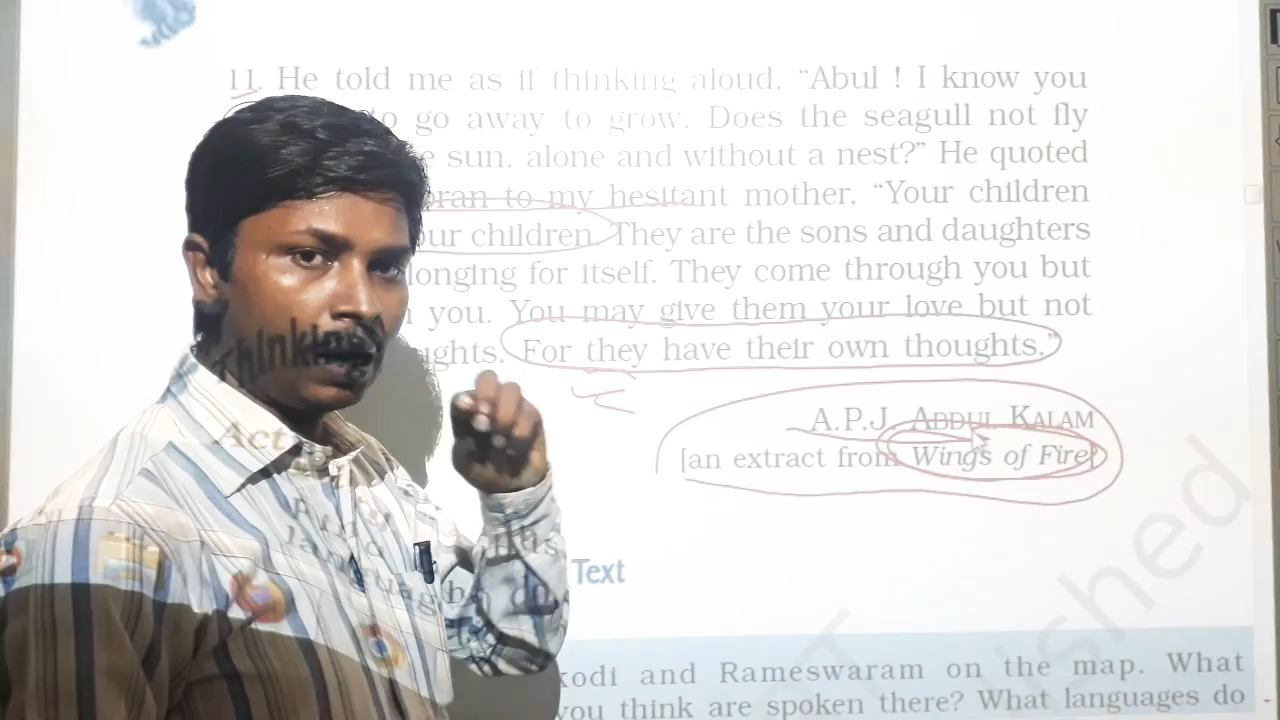 11. He told me as if thinking aloud. “Abul ! I know you
to go away to grow. Does the seagull not fly
sun. alone and without a nest?” He quoted
to my hesitant mother, “Your children
children. They are the sons and daughters
longing for itself. They come through you but
you. You may give them your love but not
For they have their own thoughts.”
A.P.J. ABDUL KALAM
[an extract from Wings of Fire]
Thinking
Act
Text
and Rameswaram on the map. What
you think are spoken there? What languages do
ished